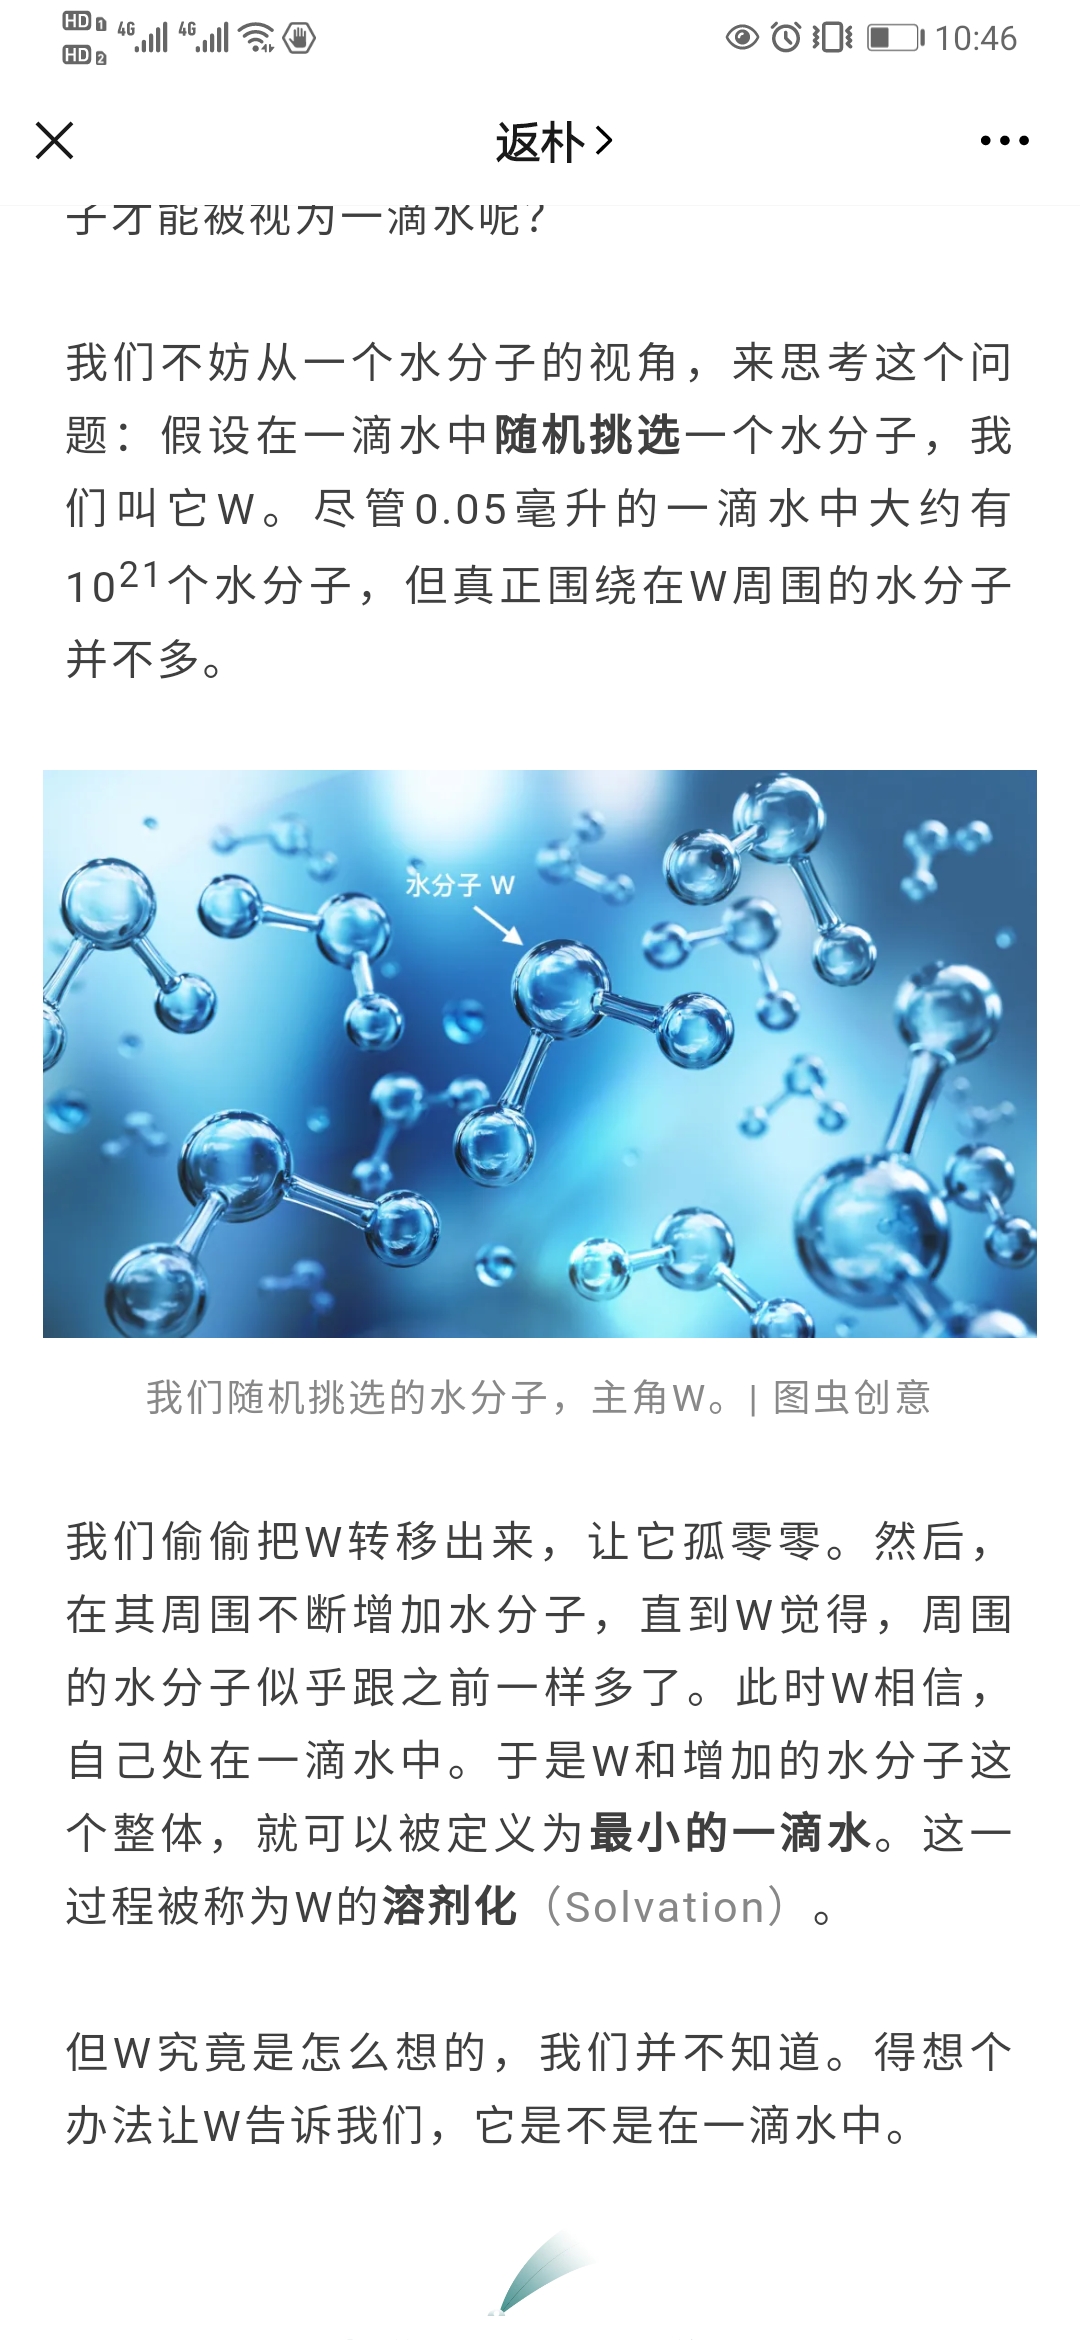 HD 1 4G 4G 10:46
HD 2
返朴
子才能被视为一滴水呢？
我们不妨从一个水分子的视角，来思考这个问
题：假设在一滴水中随机挑选一个水分子，我
们叫它W。尽管0.05毫升的一滴水中大约有
10²¹个水分子，但真正围绕在W周围的水分子
并不多。
水分子 W
我们随机挑选的水分子，主角W。| 图虫创意
我们偷偷把W转移出来，让它孤零零。然后，
在其周围不断增加水分子，直到W觉得，周围
的水分子似乎跟之前一样多了。此时W相信，
自己处在一滴水中。于是W和增加的水分子这
个整体，就可以被定义为最小的一滴水。这一
过程被称为W的溶剂化（Solvation）。
但W究竟是怎么想的，我们并不知道。得想个
办法让W告诉我们，它是不是在一滴水中。